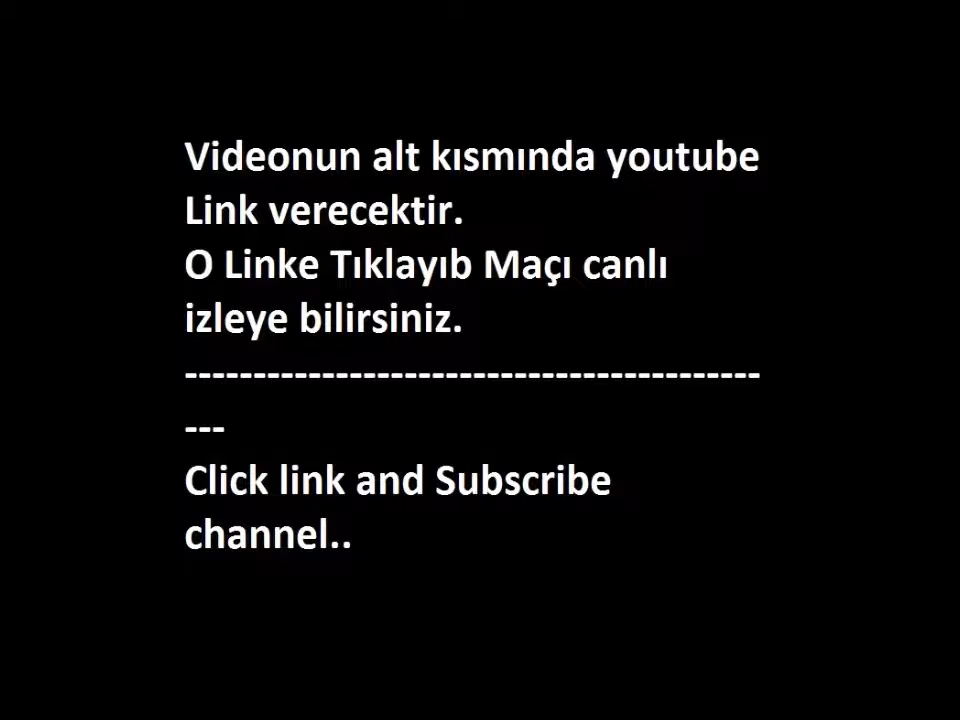 Videonun alt kısmında youtube
Link verecektir.
O Linke Tıklayıb Maçı canlı
izleye bilirsiniz.
------------------------------------------
---
Click link and Subscribe
channel..